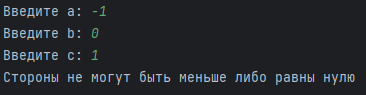 Введите a: -1
Введите b: 0
Введите c: 1
Стороны не могут быть меньше либо равны нулю